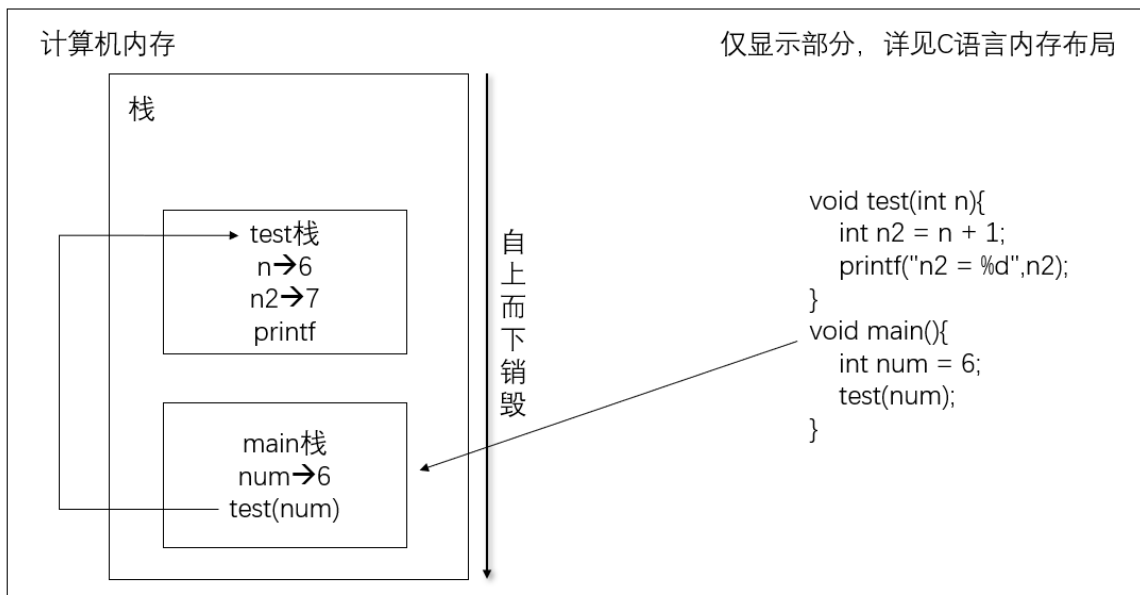 计算机内存
仅显示部分，详见C语言内存布局
栈
test栈
n→6
n2→7
printf
main栈
num→6
test(num)
自上而下销毁
void test(int n){
int n2 = n + 1;
printf("n2 = %d",n2);
}
void main(){
int num = 6;
test(num);
}